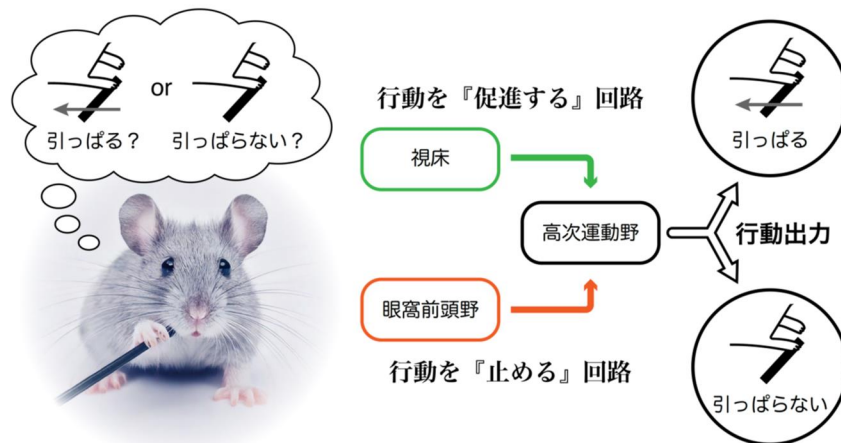 or
引っぱる？
引っぱらない？
行動を『促進する』回路
視床
高次運動野
眼窩前頭野
行動を『止める』回路
引っぱる
行動出力
引っぱらない